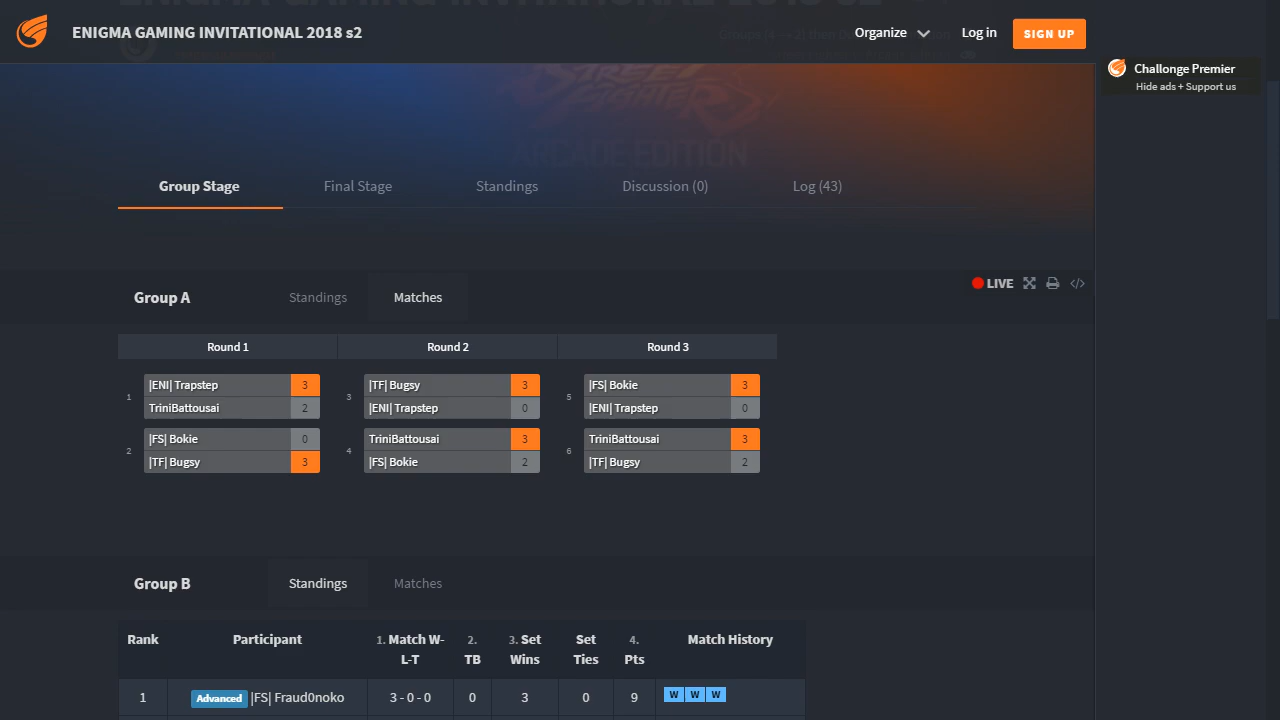 ENIGMA GAMING INVITATIONAL 2018 s2
Organize
Log in
SIGN UP
Challonge Premier
Hide ads + Support us
STREET FIGHTER
ARCADE EDITION
Group Stage
Final Stage
Standings
Discussion (0)
Log (43)
LIVE
Group A
Standings
Matches
Round 1
Round 2
Round 3
1
|ENI| Trapstep 3
TriniBattousai 2
2
|FS| Bokie 0
|TF| Bugsy 3
3
|TF| Bugsy 3
|ENI| Trapstep 0
4
TriniBattousai 3
|FS| Bokie 2
5
|FS| Bokie 3
|ENI| Trapstep 0
6
TriniBattousai 3
|TF| Bugsy 2
Group B
Standings
Matches
Rank
Participant
1. Match W-
L-T
2.
TB
3. Set
Wins
Set
Ties
4.
Pts
Match History
1 Advanced |FS| Fraud0noko 3 - 0 - 0 0 3 0 9 W W W